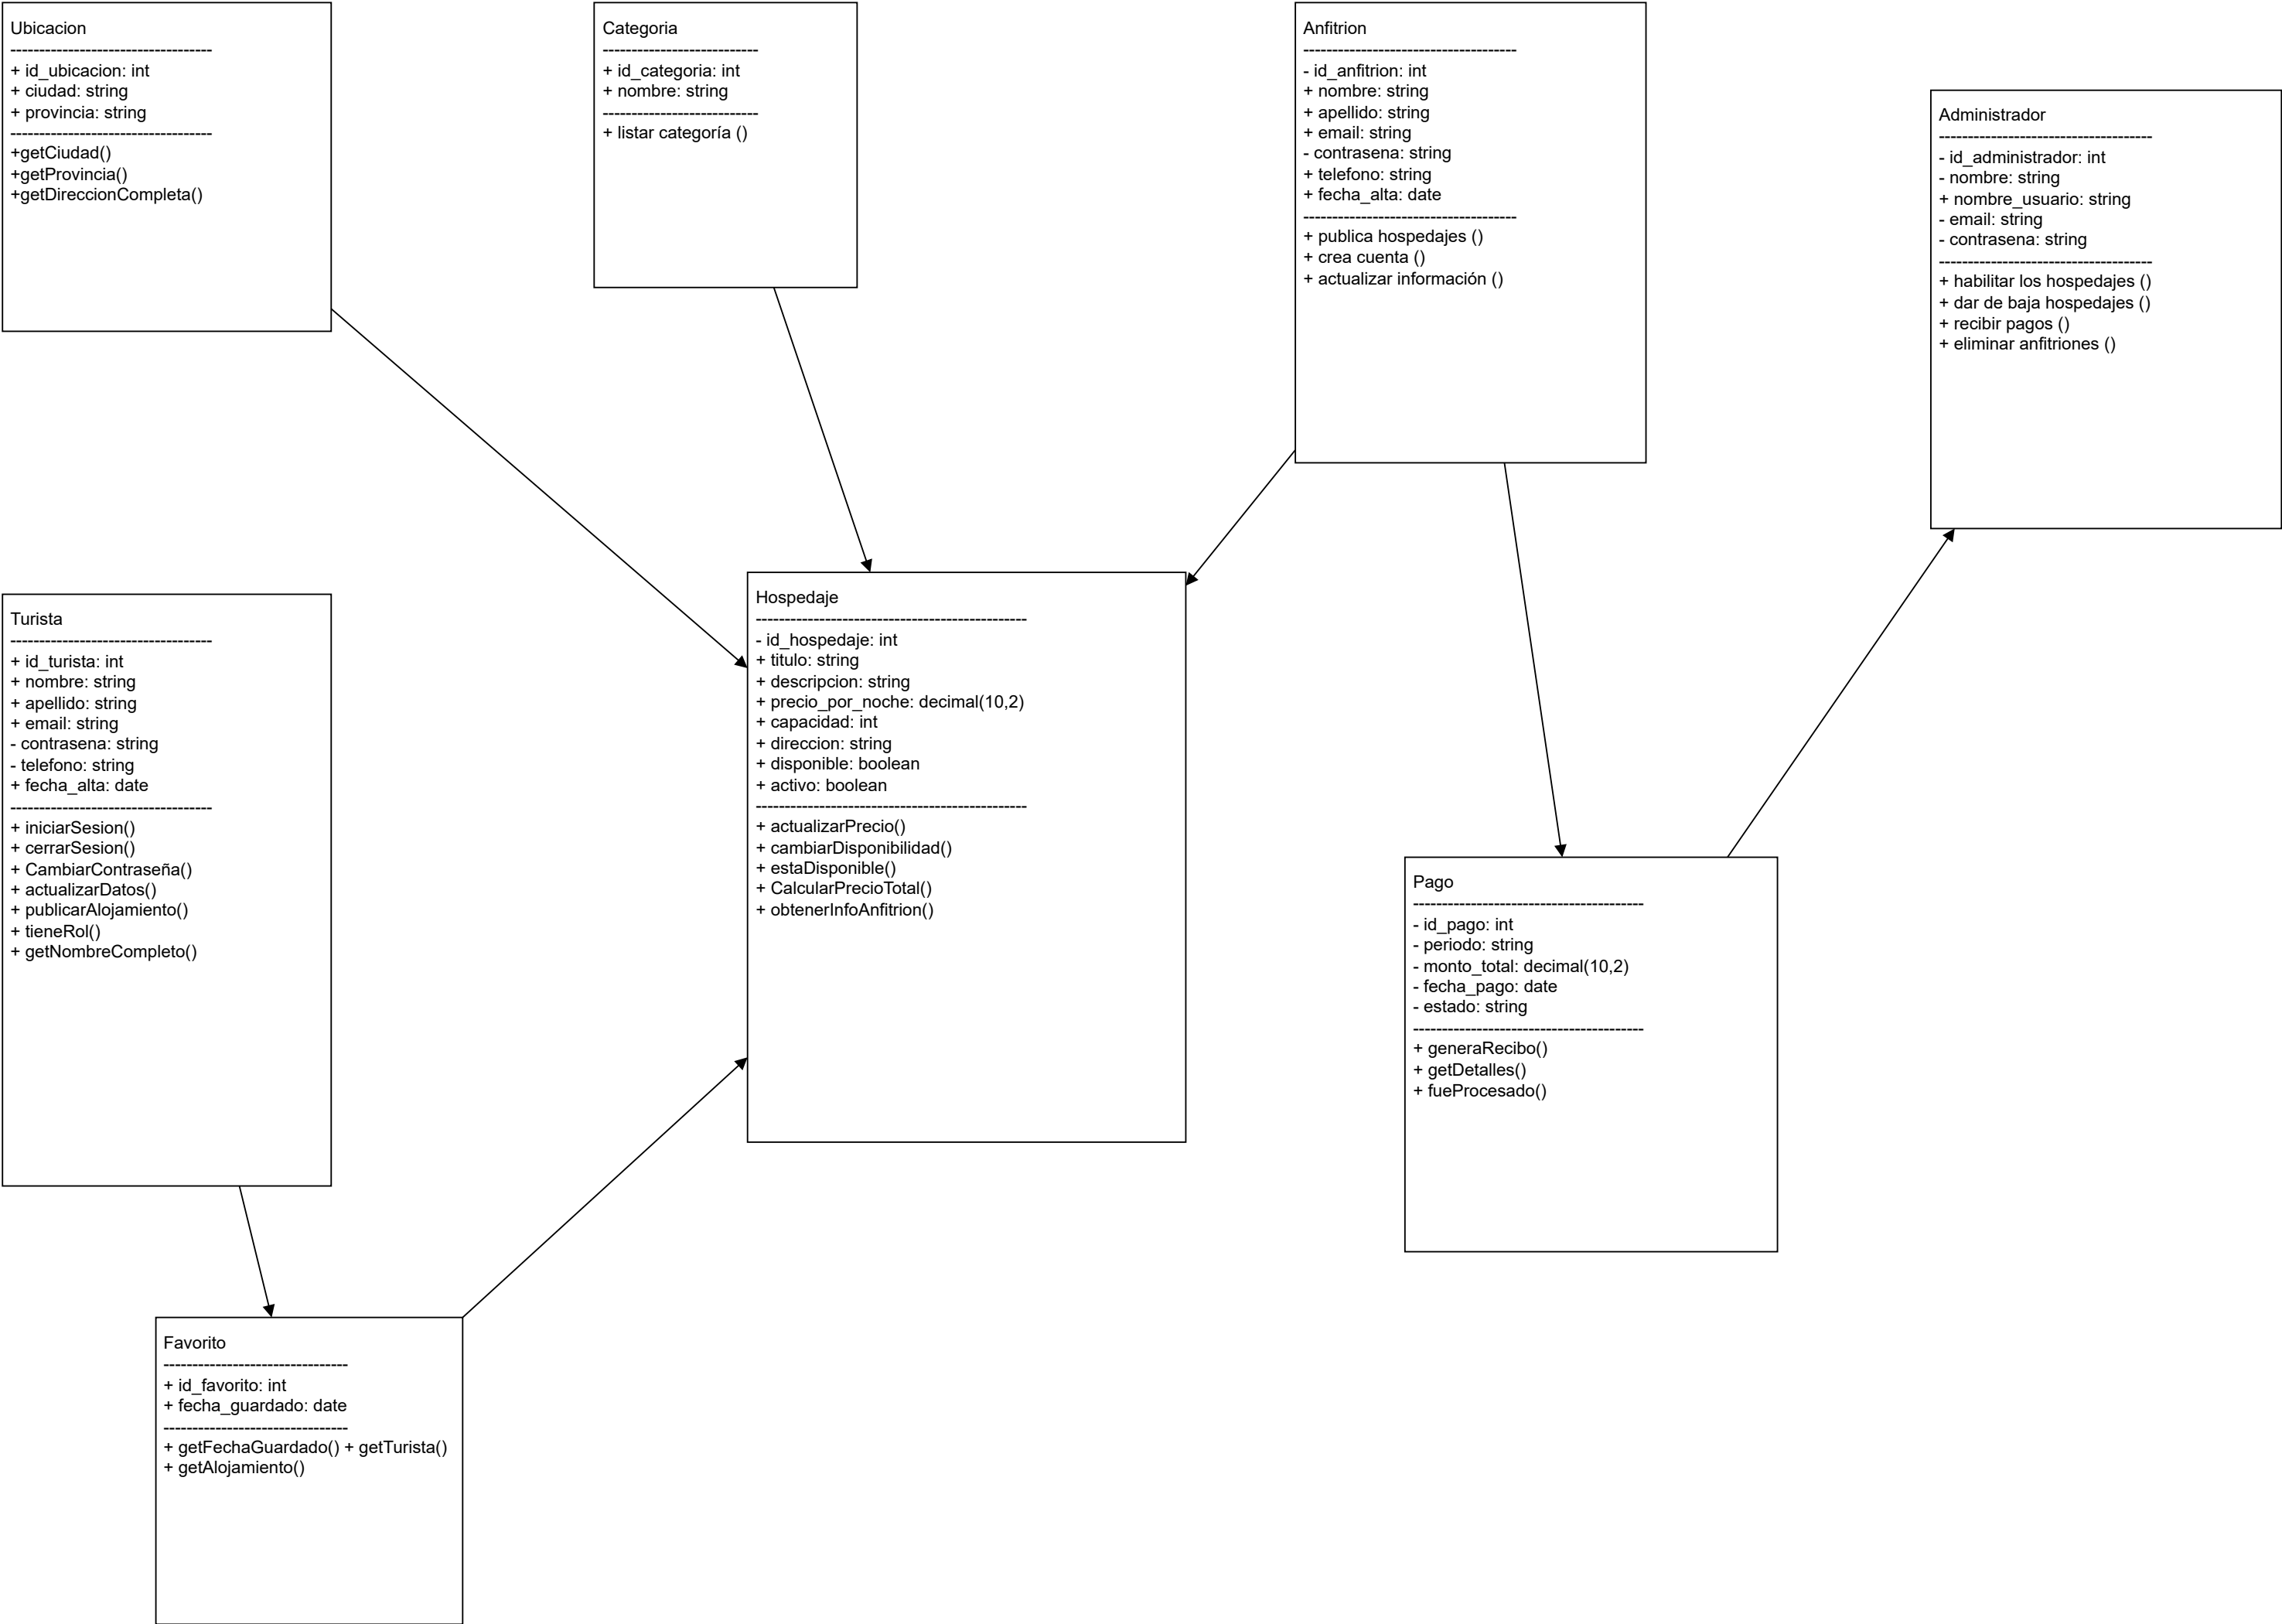 Ubicacion
-----------------------------------
+ id_ubicacion: int
+ ciudad: string
+ provincia: string
-----------------------------------
+getCiudad()
+getProvincia()
+getDireccionCompleta()
Categoria
---------------------------
+ id_categoria: int
+ nombre: string
---------------------------
+ listar categoría ()
Anfitrion
-------------------------------------
- id_anfitrion: int
+ nombre: string
+ apellido: string
+ email: string
- contrasena: string
+ telefono: string
+ fecha_alta: date
-------------------------------------
+ publica hospedajes ()
+ crea cuenta ()
+ actualizar información ()
Administrador
-------------------------------------
- id_administrador: int
- nombre: string
+ nombre_usuario: string
- email: string
- contrasena: string
-------------------------------------
+ habilitar los hospedajes ()
+ dar de baja hospedajes ()
+ recibir pagos ()
+ eliminar anfitriones ()
Turista
-----------------------------------
+ id_turista: int
+ nombre: string
+ apellido: string
+ email: string
- contrasena: string
- telefono: string
+ fecha_alta: date
-----------------------------------
+ iniciarSesion()
+ cerrarSesion()
+ CambiarContraseña()
+ actualizarDatos()
+ publicarAlojamiento()
+ tieneRol()
+ getNombreCompleto()
Hospedaje
-----------------------------------------------
- id_hospedaje: int
+ titulo: string
+ descripcion: string
+ precio_por_noche: decimal(10,2)
+ capacidad: int
+ direccion: string
+ disponible: boolean
+ activo: boolean
-----------------------------------------------
+ actualizarPrecio()
+ cambiarDisponibilidad()
+ estaDisponible()
+ CalcularPrecioTotal()
+ obtenerInfoAnfitrion()
Pago
----------------------------------------
- id_pago: int
- periodo: string
- monto_total: decimal(10,2)
- fecha_pago: date
- estado: string
----------------------------------------
+ generaRecibo()
+ getDetalles()
+ fueProcesado()
Favorito
--------------------------------
+ id_favorito: int
+ fecha_guardado: date
--------------------------------
+ getFechaGuardado() + getTurista()
+ getAlojamiento()